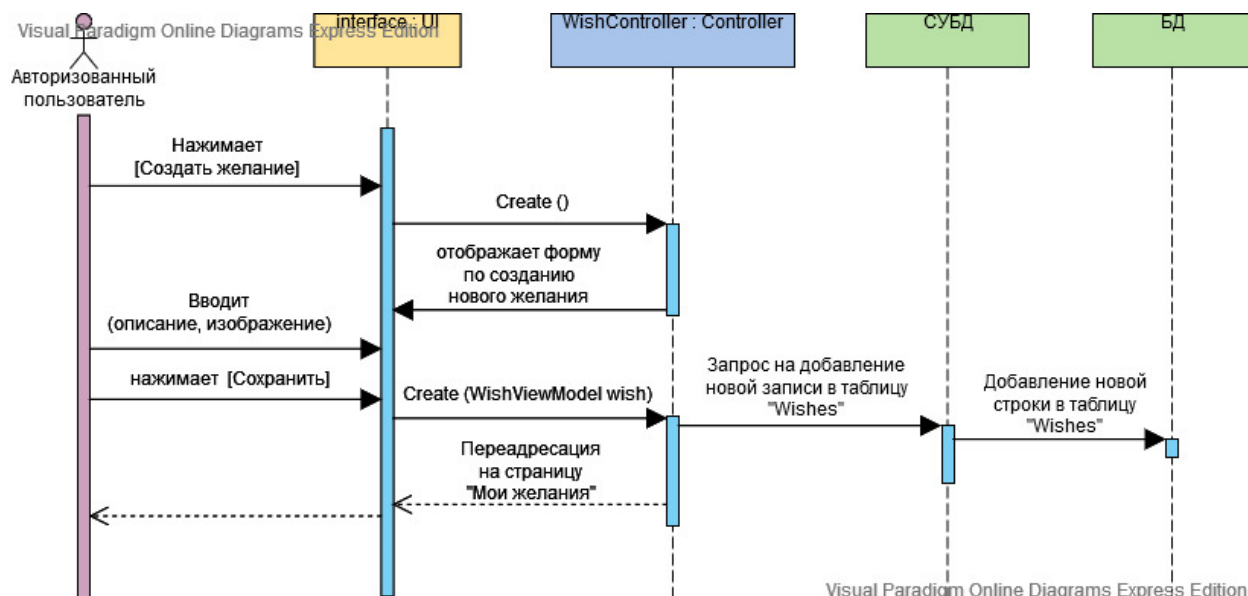 interface : UI
WishController : Controller
СУБД
БД
Visual Paradigm Online Diagrams Express Edition
Авторизованный
пользователь
Нажимает
[Создать желание]
Create ()
отображает форму
по созданию
нового желания
Вводит
(описание, изображение)
нажимает [Сохранить]
Create (WishViewModel wish)
Запрос на добавление
новой записи в таблицу
"Wishes"
Добавление новой
строки в таблицу
"Wishes"
Переадресация
на страницу
"Мои желания"
Visual Paradigm Online Diagrams Express Edition